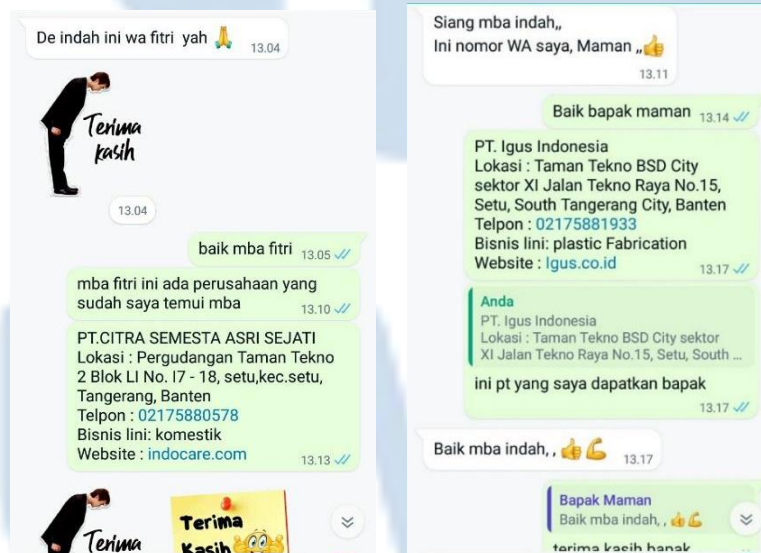 De indah ini wa fitri yah 🙏
13.04
Terima
kasih
13.04
baik mba fitri 13.05
mba fitri ini ada perusahaan yang
sudah saya temui mba
13.10
PT.CITRA SEMESTA ASRI SEJATI
Lokasi : Pergudangan Taman Tekno
2 Blok LI No. I7 - 18, setu,kec.setu,
Tangerang, Banten
Telpon : 02175880578
Bisnis lini: komestik
Website : indocare.com
13.13
Terima
Terima
Kasih
Siang mba indah,,
Ini nomor WA saya, Maman ,,👍
13.11
Baik bapak maman 13.14
PT. Igus Indonesia
Lokasi : Taman Tekno BSD City
sektor XI Jalan Tekno Raya No.15,
Setu, South Tangerang City, Banten
Telpon : 02175881933
Bisnis lini: plastic Fabrication
Website : Igus.co.id
13.17
Anda
PT. Igus Indonesia
Lokasi : Taman Tekno BSD City sektor
XI Jalan Tekno Raya No.15, Setu, South ...
ini pt yang saya dapatkan bapak
13.17
Baik mba indah, , 👍💪
13.17
Bapak Maman
Baik mba indah, , 👍💪
terima kasih bapak